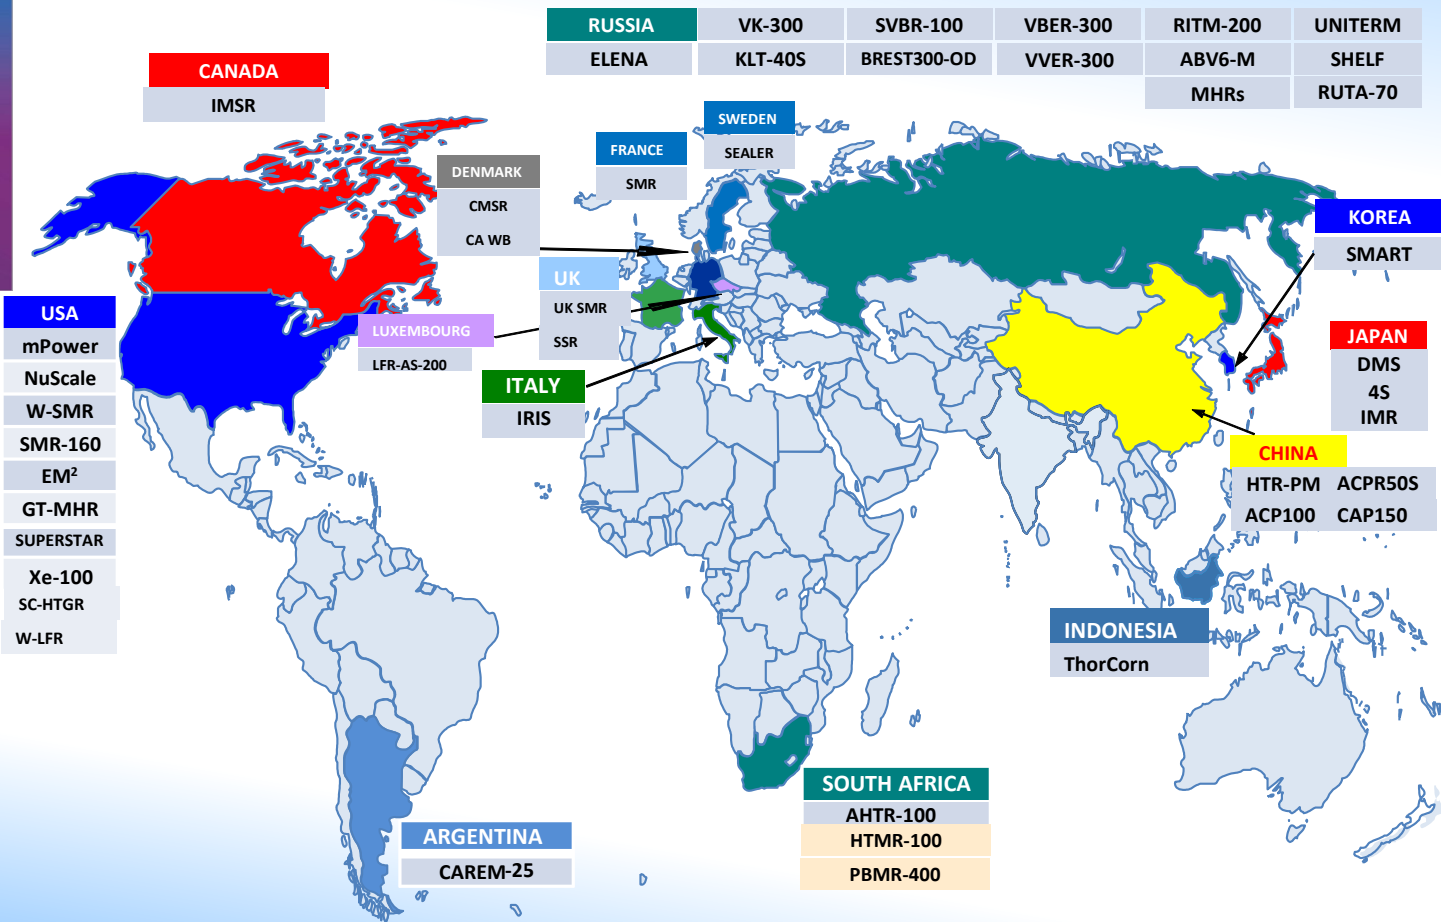 RUSSIA VK-300 SVBR-100 VBER-300 RITM-200 UNITERM
ELENA KLT-40S BREST300-OD VVER-300 ABV6-M SHELF
MHRs RUTA-70
CANADA
IMSR
SWEDEN
SEALER
FRANCE
SMR
DENMARK
CMSR
CA WB
UK
UK SMR
SSR
LUXEMBOURG
LFR-AS-200
ITALY
IRIS
USA
mPower
NuScale
W-SMR
SMR-160
EM²
GT-MHR
SUPERSTAR
Xe-100
SC-HTGR
W-LFR
KOREA
SMART
JAPAN
DMS
4S
IMR
CHINA
HTR-PM ACPR50S
ACP100 CAP150
INDONESIA
ThorCorn
SOUTH AFRICA
AHTR-100
HTMR-100
PBMR-400
ARGENTINA
CAREM-25